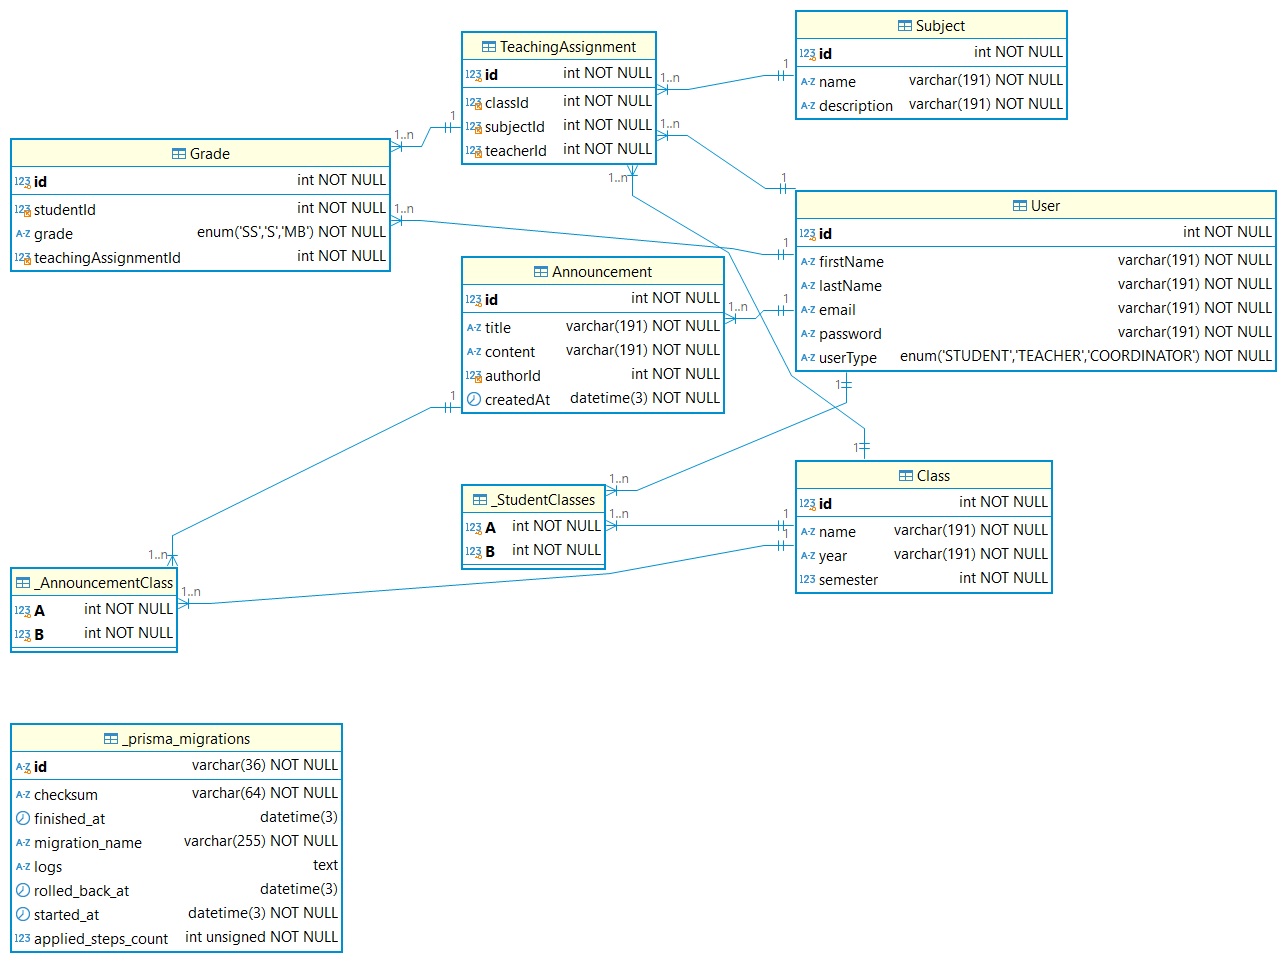 TeachingAssignment
id int NOT NULL
classId int NOT NULL
subjectId int NOT NULL
teacherId int NOT NULL
Subject
id int NOT NULL
name varchar(191) NOT NULL
description varchar(191) NOT NULL
1..n
1
1..n
1
1..n
1
1..n
Grade
id int NOT NULL
studentId int NOT NULL
grade enum('SS','S','MB') NOT NULL
teachingAssignmentId int NOT NULL
1..n
1
User
id int NOT NULL
firstName varchar(191) NOT NULL
lastName varchar(191) NOT NULL
email varchar(191) NOT NULL
password varchar(191) NOT NULL
userType enum('STUDENT','TEACHER','COORDINATOR') NOT NULL
Announcement
id int NOT NULL
title varchar(191) NOT NULL
content varchar(191) NOT NULL
authorId int NOT NULL
createdAt datetime(3) NOT NULL
1..n
1
1
1
1
_StudentClasses
A int NOT NULL
B int NOT NULL
1..n
1..n
1
1
Class
id int NOT NULL
name varchar(191) NOT NULL
year varchar(191) NOT NULL
semester int NOT NULL
1..n
_AnnouncementClass
A int NOT NULL
B int NOT NULL
1..n
_prisma_migrations
id varchar(36) NOT NULL
checksum varchar(64) NOT NULL
finished_at datetime(3)
migration_name varchar(255) NOT NULL
logs text
rolled_back_at datetime(3)
started_at datetime(3) NOT NULL
applied_steps_count int unsigned NOT NULL